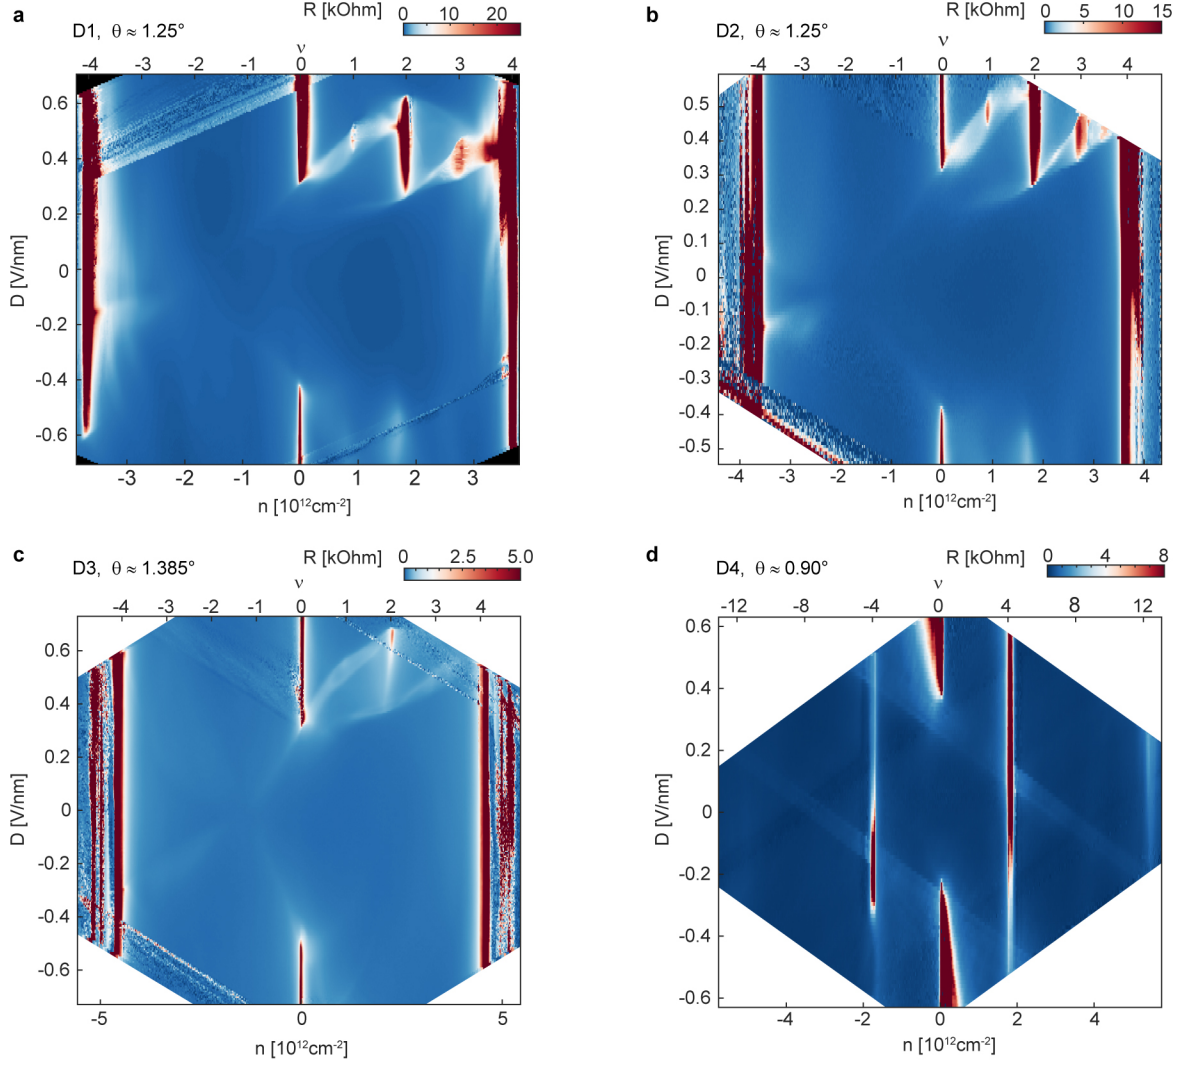 a
R [kOhm] 0 10 20
D1, θ ≈ 1.25°
ν
-4 -3 -2 -1 0 1 2 3 4
0.6
0.4
0.2
0
-0.2
-0.4
-0.6
D [V/nm]
-3 -2 -1 0 1 2 3
n [10¹²cm⁻²]
b
R [kOhm] 0 5 10 15
D2, θ ≈ 1.25°
ν
-4 -3 -2 -1 0 1 2 3 4
0.5
0.4
0.3
0.2
0.1
0
-0.1
-0.2
-0.3
-0.4
-0.5
D [V/nm]
-4 -3 -2 -1 0 1 2 3 4
n [10¹²cm⁻²]
c
R [kOhm] 0 2.5 5.0
D3, θ ≈ 1.385°
ν
-4 -3 -2 -1 0 1 2 3 4
0.6
0.4
0.2
0
-0.2
-0.4
-0.6
D [V/nm]
-5 0 5
n [10¹²cm⁻²]
d
R [kOhm] 0 4 8
D4, θ ≈ 0.90°
ν
-12 -8 -4 0 4 8 12
0.6
0.4
0.2
0
-0.2
-0.4
-0.6
D [V/nm]
-4 -2 0 2 4
n [10¹²cm⁻²]